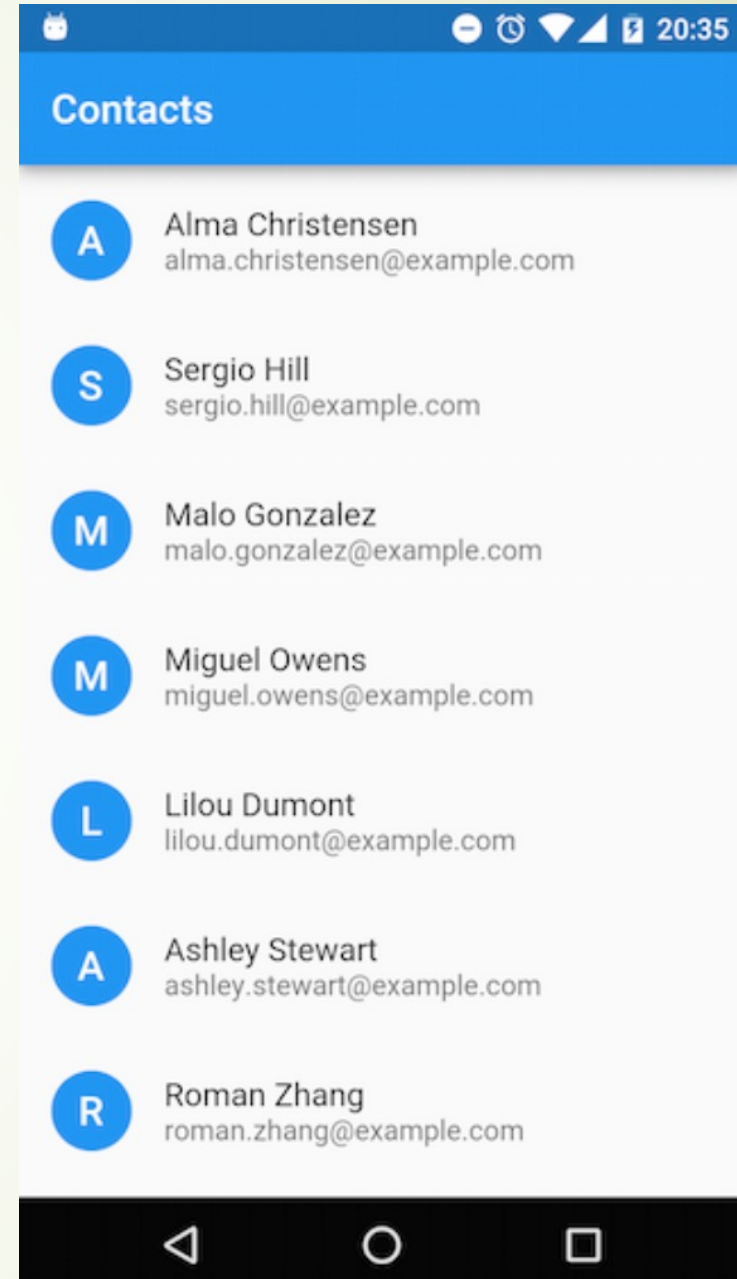 20:35
Contacts
A
Alma Christensen
alma.christensen@example.com
S
Sergio Hill
sergio.hill@example.com
M
Malo Gonzalez
malo.gonzalez@example.com
M
Miguel Owens
miguel.owens@example.com
L
Lilou Dumont
lilou.dumont@example.com
A
Ashley Stewart
ashley.stewart@example.com
R
Roman Zhang
roman.zhang@example.com